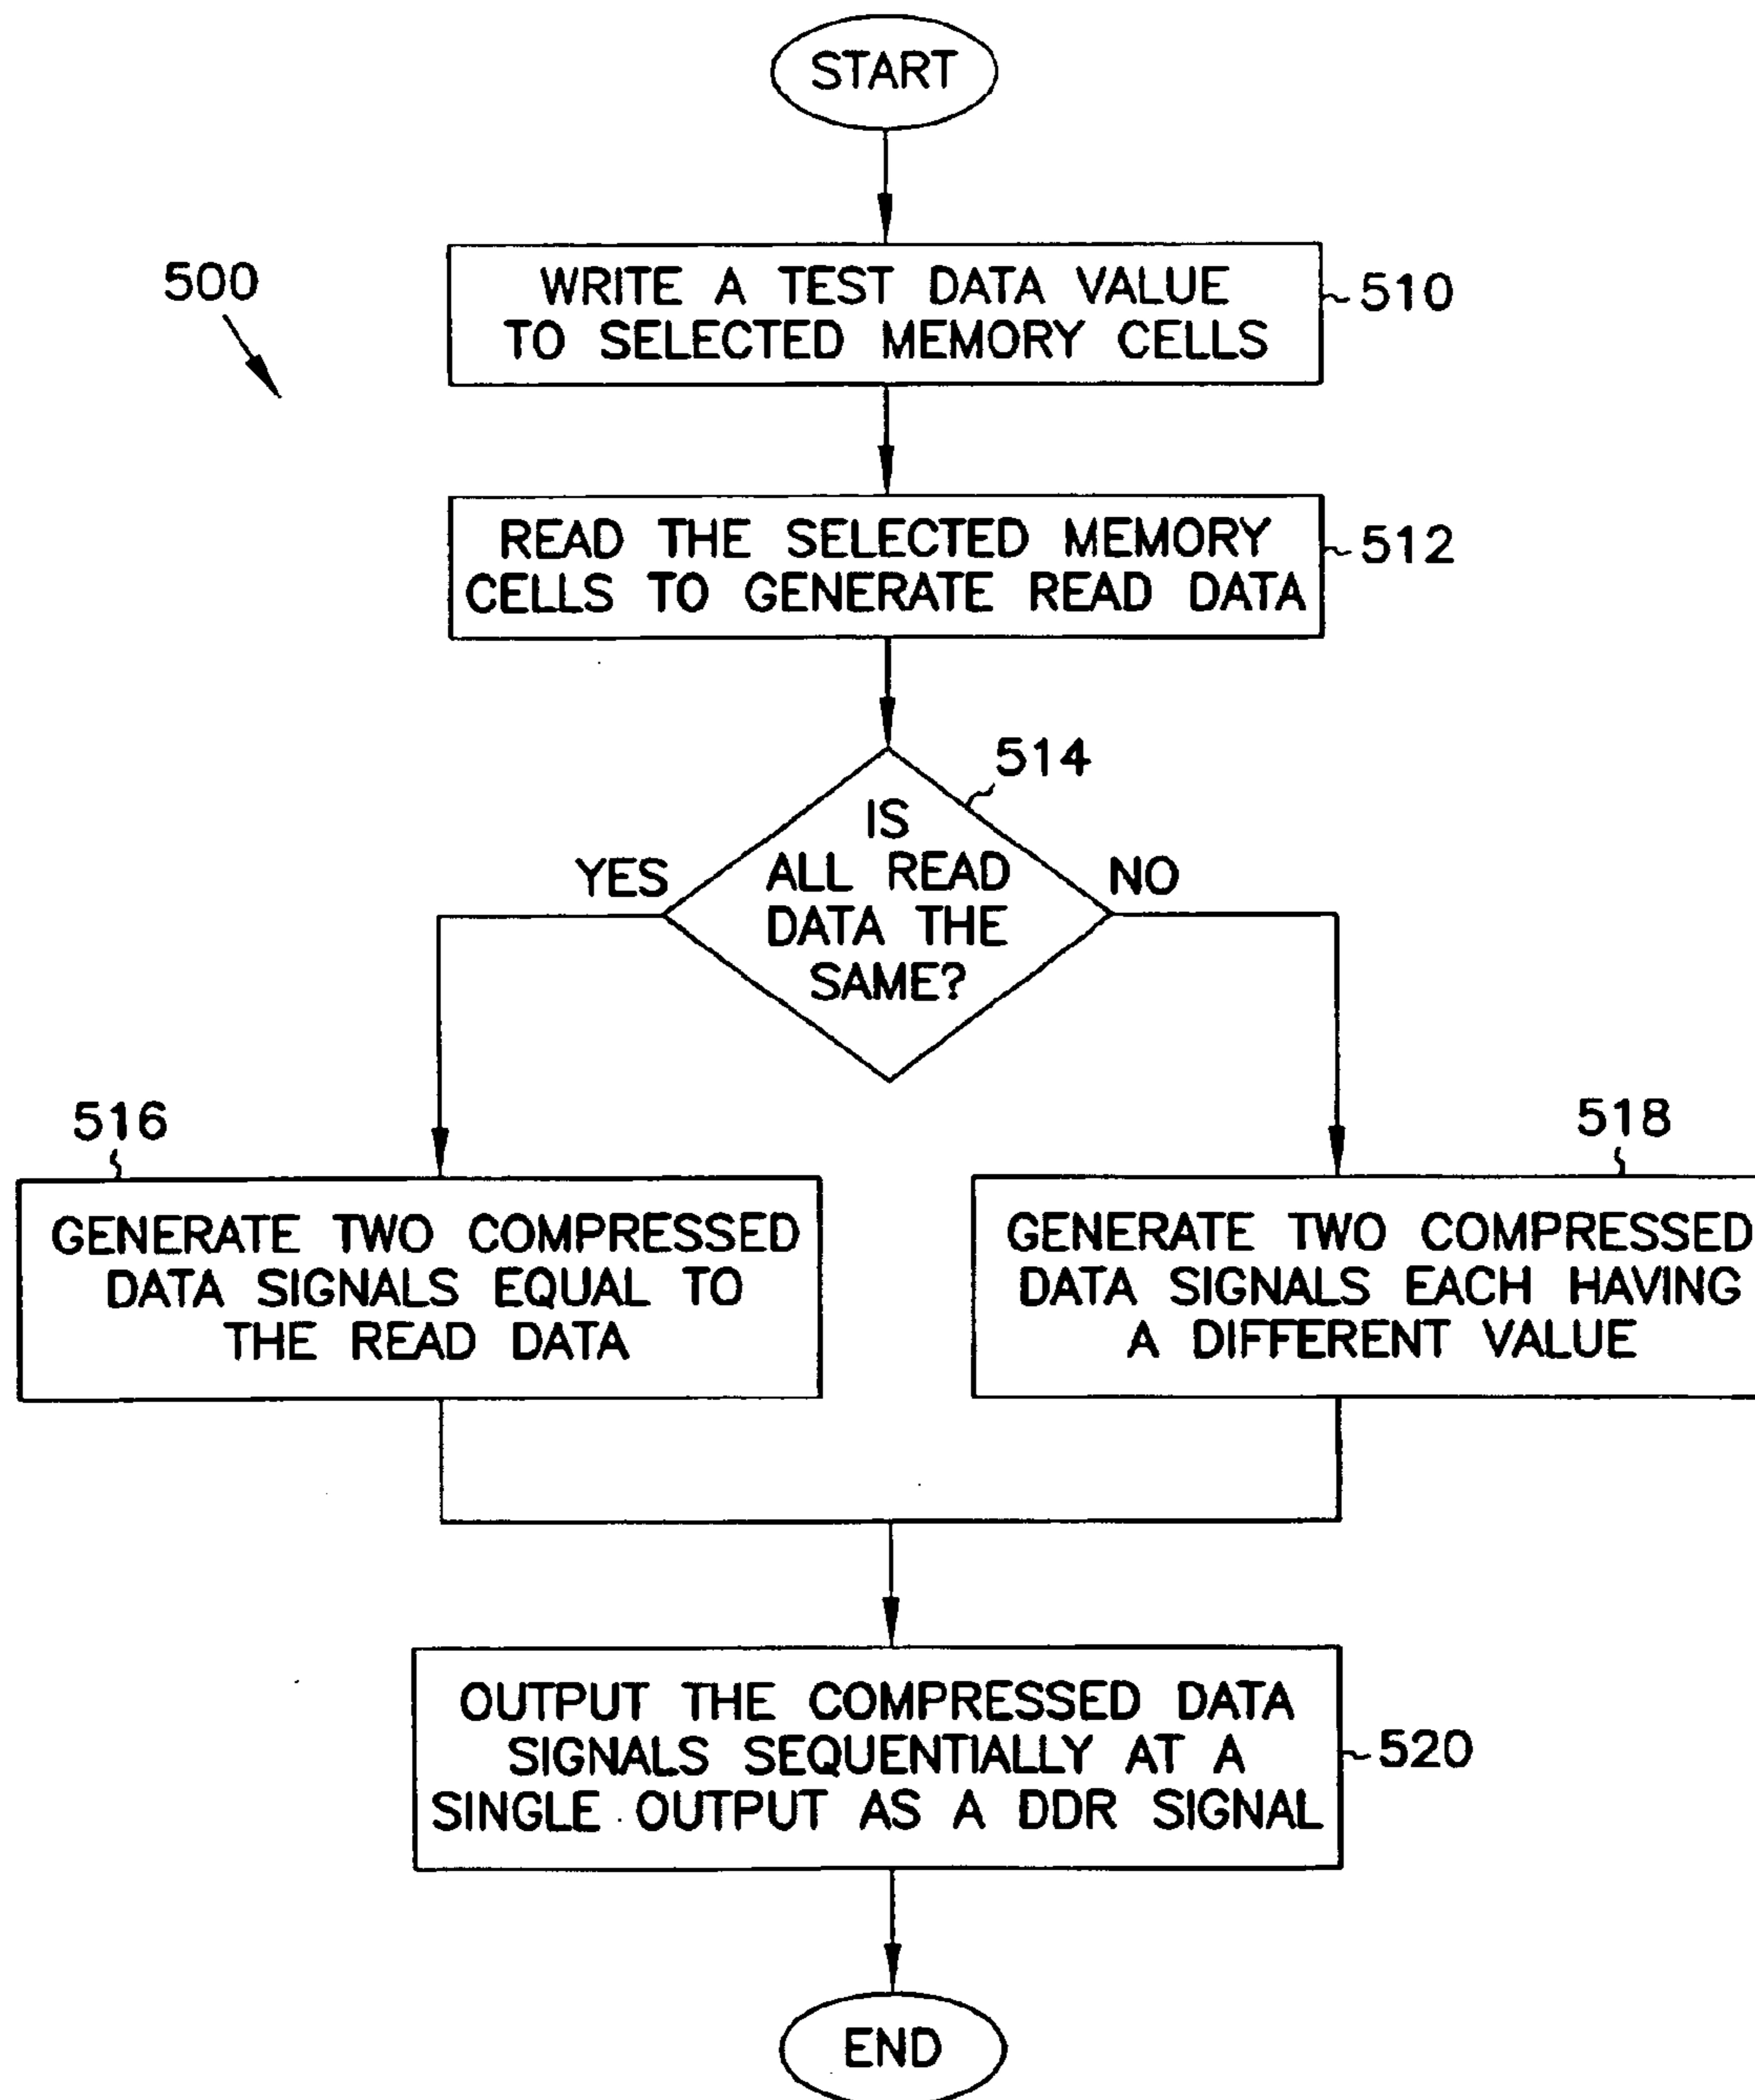 START
500
WRITE A TEST DATA VALUE
TO SELECTED MEMORY CELLS
510
READ THE SELECTED MEMORY
CELLS TO GENERATE READ DATA
512
514
IS
ALL READ
DATA THE
SAME?
YES
NO
516
GENERATE TWO COMPRESSED
DATA SIGNALS EQUAL TO
THE READ DATA
518
GENERATE TWO COMPRESSED
DATA SIGNALS EACH HAVING
A DIFFERENT VALUE
OUTPUT THE COMPRESSED DATA
SIGNALS SEQUENTIALLY AT A
SINGLE OUTPUT AS A DDR SIGNAL
520
END